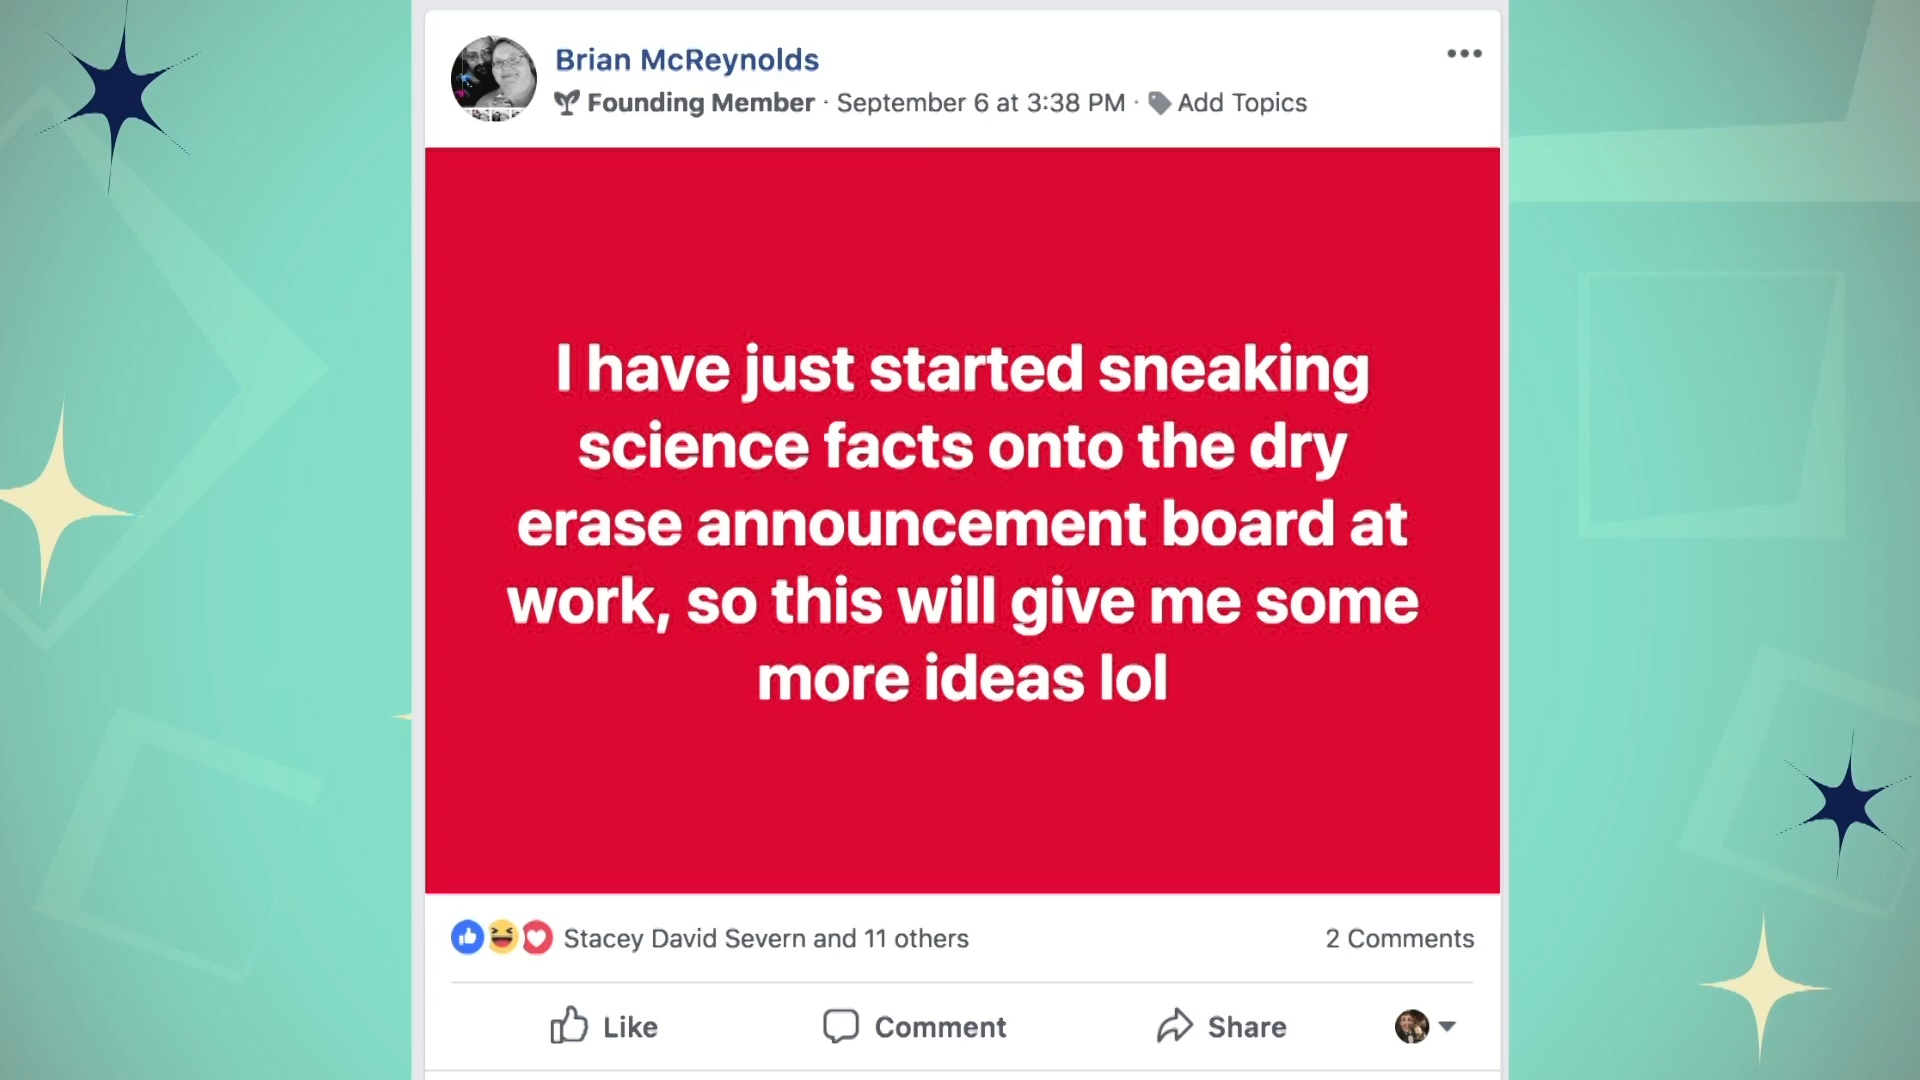 Brian McReynolds
Founding Member · September 6 at 3:38 PM · Add Topics
I have just started sneaking
science facts onto the dry
erase announcement board at
work, so this will give me some
more ideas lol
Stacey David Severn and 11 others
2 Comments
Like
Comment
Share